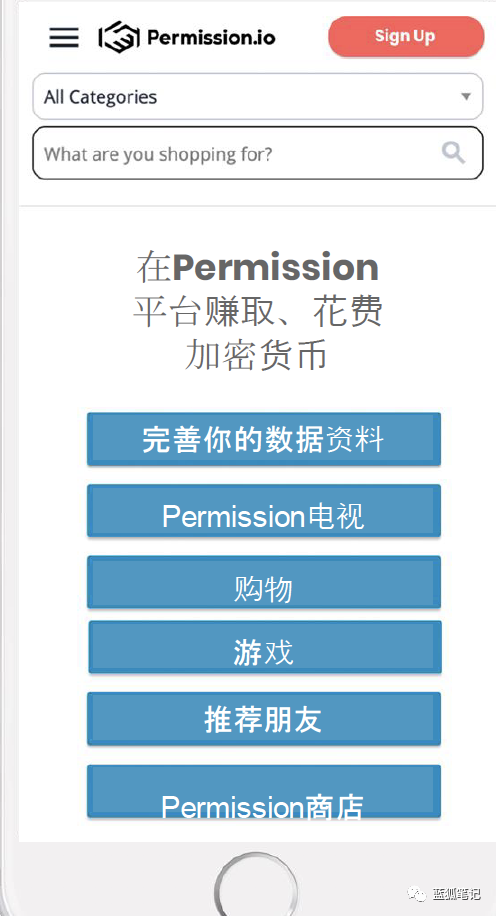 Permission.io
Sign Up
All Categories
What are you shopping for?
在Permission
平台赚取、花费
加密货币
完善你的数据资料
Permission电视
购物
游戏
推荐朋友
Permission商店
蓝狐笔记